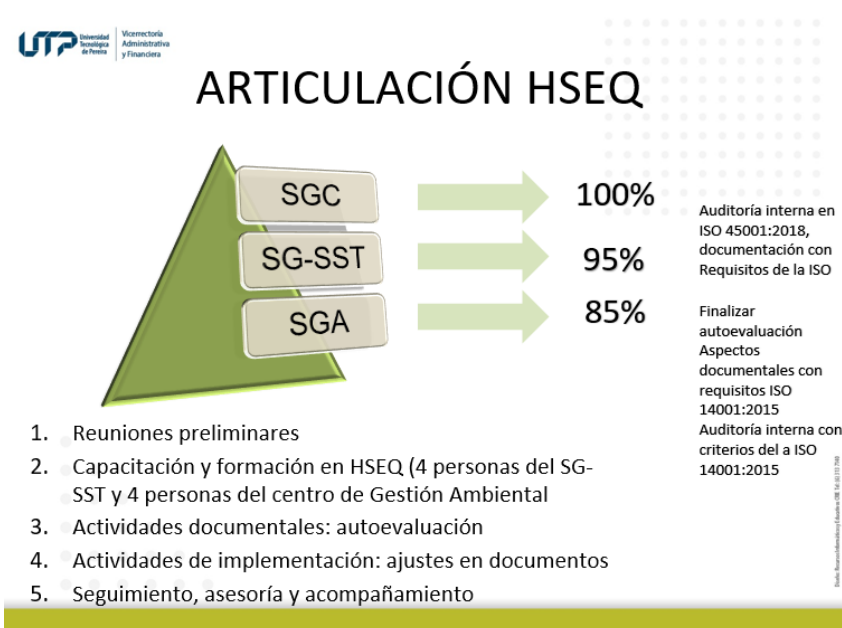 UTP
Universidad
Tecnológica
de Pereira
Vicerrectoría
Administrativa
y Financiera
ARTICULACIÓN HSEQ
SGC
100%
SG-SST
95%
SGA
85%
Auditoría interna en
ISO 45001:2018,
documentación con
Requisitos de la ISO
Finalizar
autoevaluación
Aspectos
documentales con
requisitos ISO
14001:2015
Auditoría interna con
criterios del a ISO
14001:2015
1. Reuniones preliminares
2. Capacitación y formación en HSEQ (4 personas del SG-
SST y 4 personas del centro de Gestión Ambiental
3. Actividades documentales: autoevaluación
4. Actividades de implementación: ajustes en documentos
5. Seguimiento, asesoría y acompañamiento